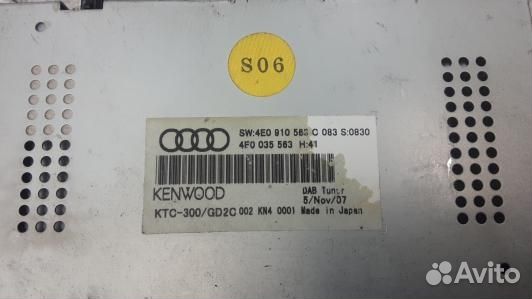 S06
SW:4E0 910 563 C 083 S:0830
4F0 035 563 H:41
KENWOOD
DAB Tuner
5/Nov/07
KTC-300/GD2C 002 KN4 0001 Made in Japan
Avito